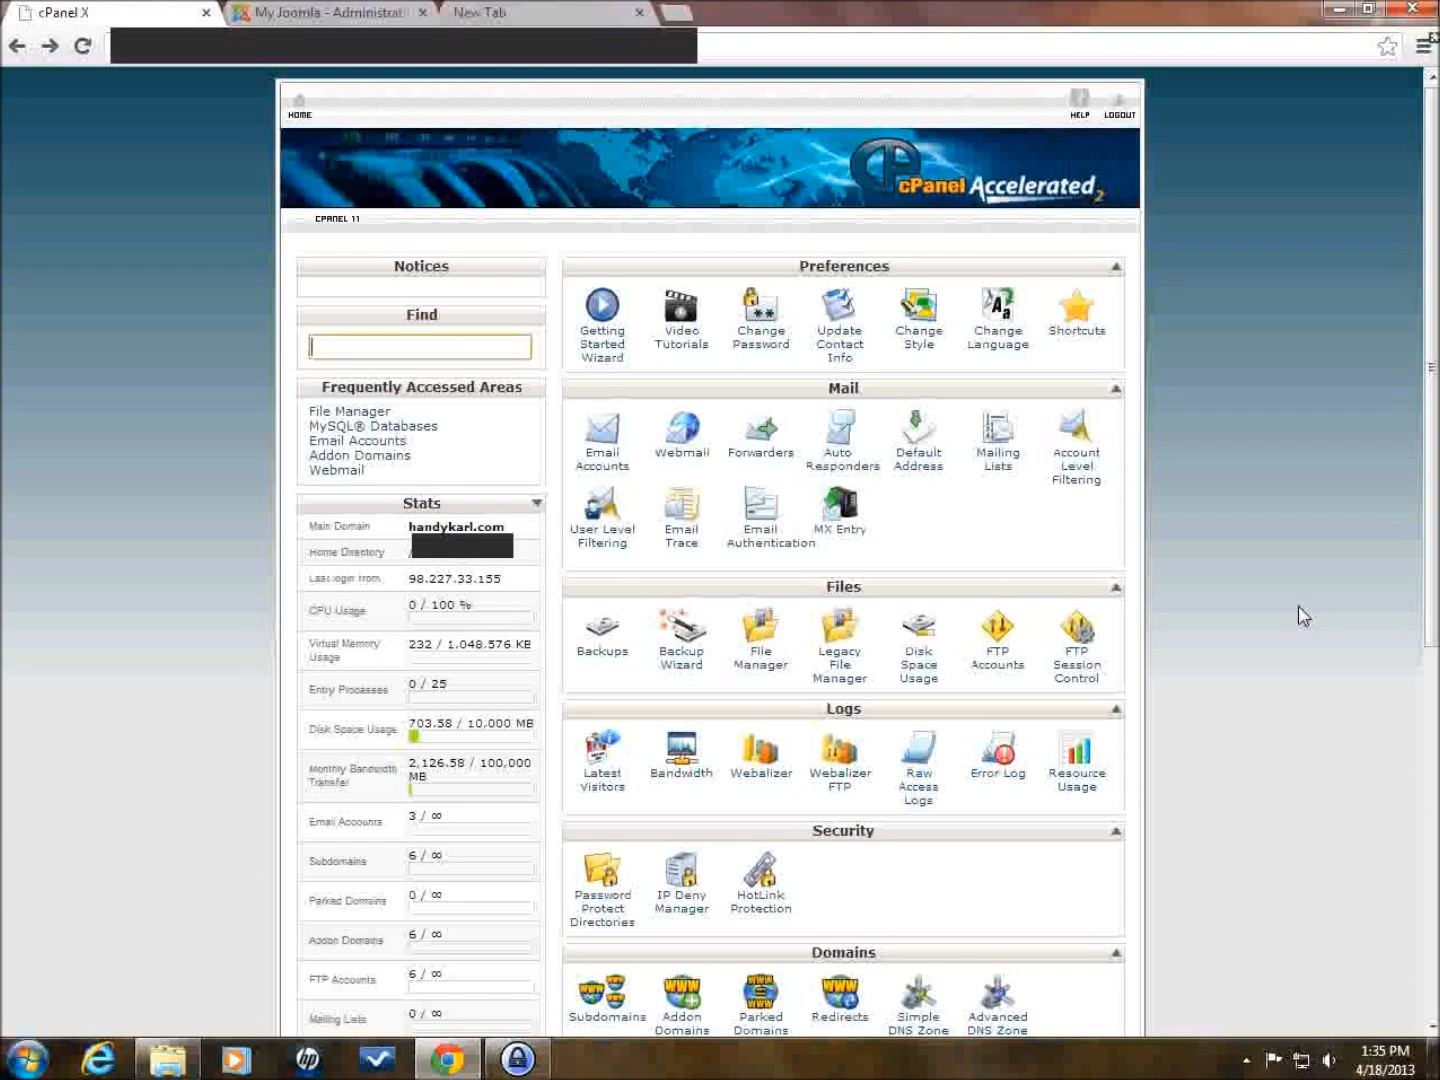 cPanel X
My Joomla - Administrat
New Tab
HOME
HELP
LOGOUT
cPanel Accelerated2
CPANEL 11
Notices
Find
Frequently Accessed Areas
File Manager
MySQL® Databases
Email Accounts
Addon Domains
Webmail
Stats
Main Domain handykarl.com
Home Directory /
Last login from 98.227.33.155
CPU Usage 0 / 100 %
Virtual Memory Usage 232 / 1,048,576 KB
Entry Processes 0 / 25
Disk Space Usage 703.58 / 10,000 MB
Monthly Bandwidth Transfer 2,126.58 / 100,000 MB
Email Accounts 3 / ∞
Subdomains 6 / ∞
Parked Domains 0 / ∞
Addon Domains 6 / ∞
FTP Accounts 6 / ∞
Mailing Lists 0 / ∞
Preferences
Getting Started Wizard
Video Tutorials
Change Password
Update Contact Info
Change Style
Change Language
Shortcuts
Mail
Email Accounts
Webmail
Forwarders
Auto Responders
Default Address
Mailing Lists
Account Level Filtering
User Level Filtering
Email Trace
Email Authentication
MX Entry
Files
Backups
Backup Wizard
File Manager
Legacy File Manager
Disk Space Usage
FTP Accounts
FTP Session Control
Logs
Latest Visitors
Bandwidth
Webalizer
Webalizer FTP
Raw Access Logs
Error Log
Resource Usage
Security
Password Protect Directories
IP Deny Manager
HotLink Protection
Domains
Subdomains
Addon Domains
Parked Domains
Redirects
Simple DNS Zone
Advanced DNS Zone
1:35 PM
4/18/2013